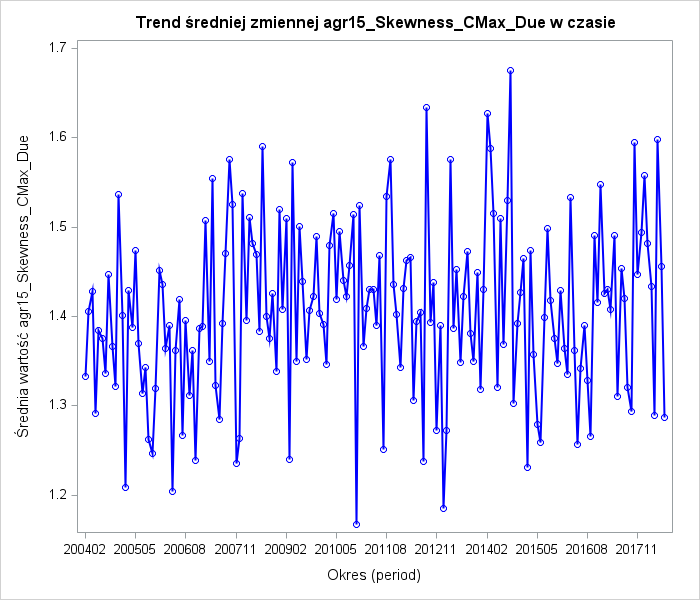 Trend średniej zmiennej agr15_Skewness_CMax_Due w czasie
Średnia wartość agr15_Skewness_CMax_Due
1.7
1.6
1.5
1.4
1.3
1.2
200402 200505 200608 200711 200902 201005 201108 201211 201402 201505 201608 201711
Okres (period)